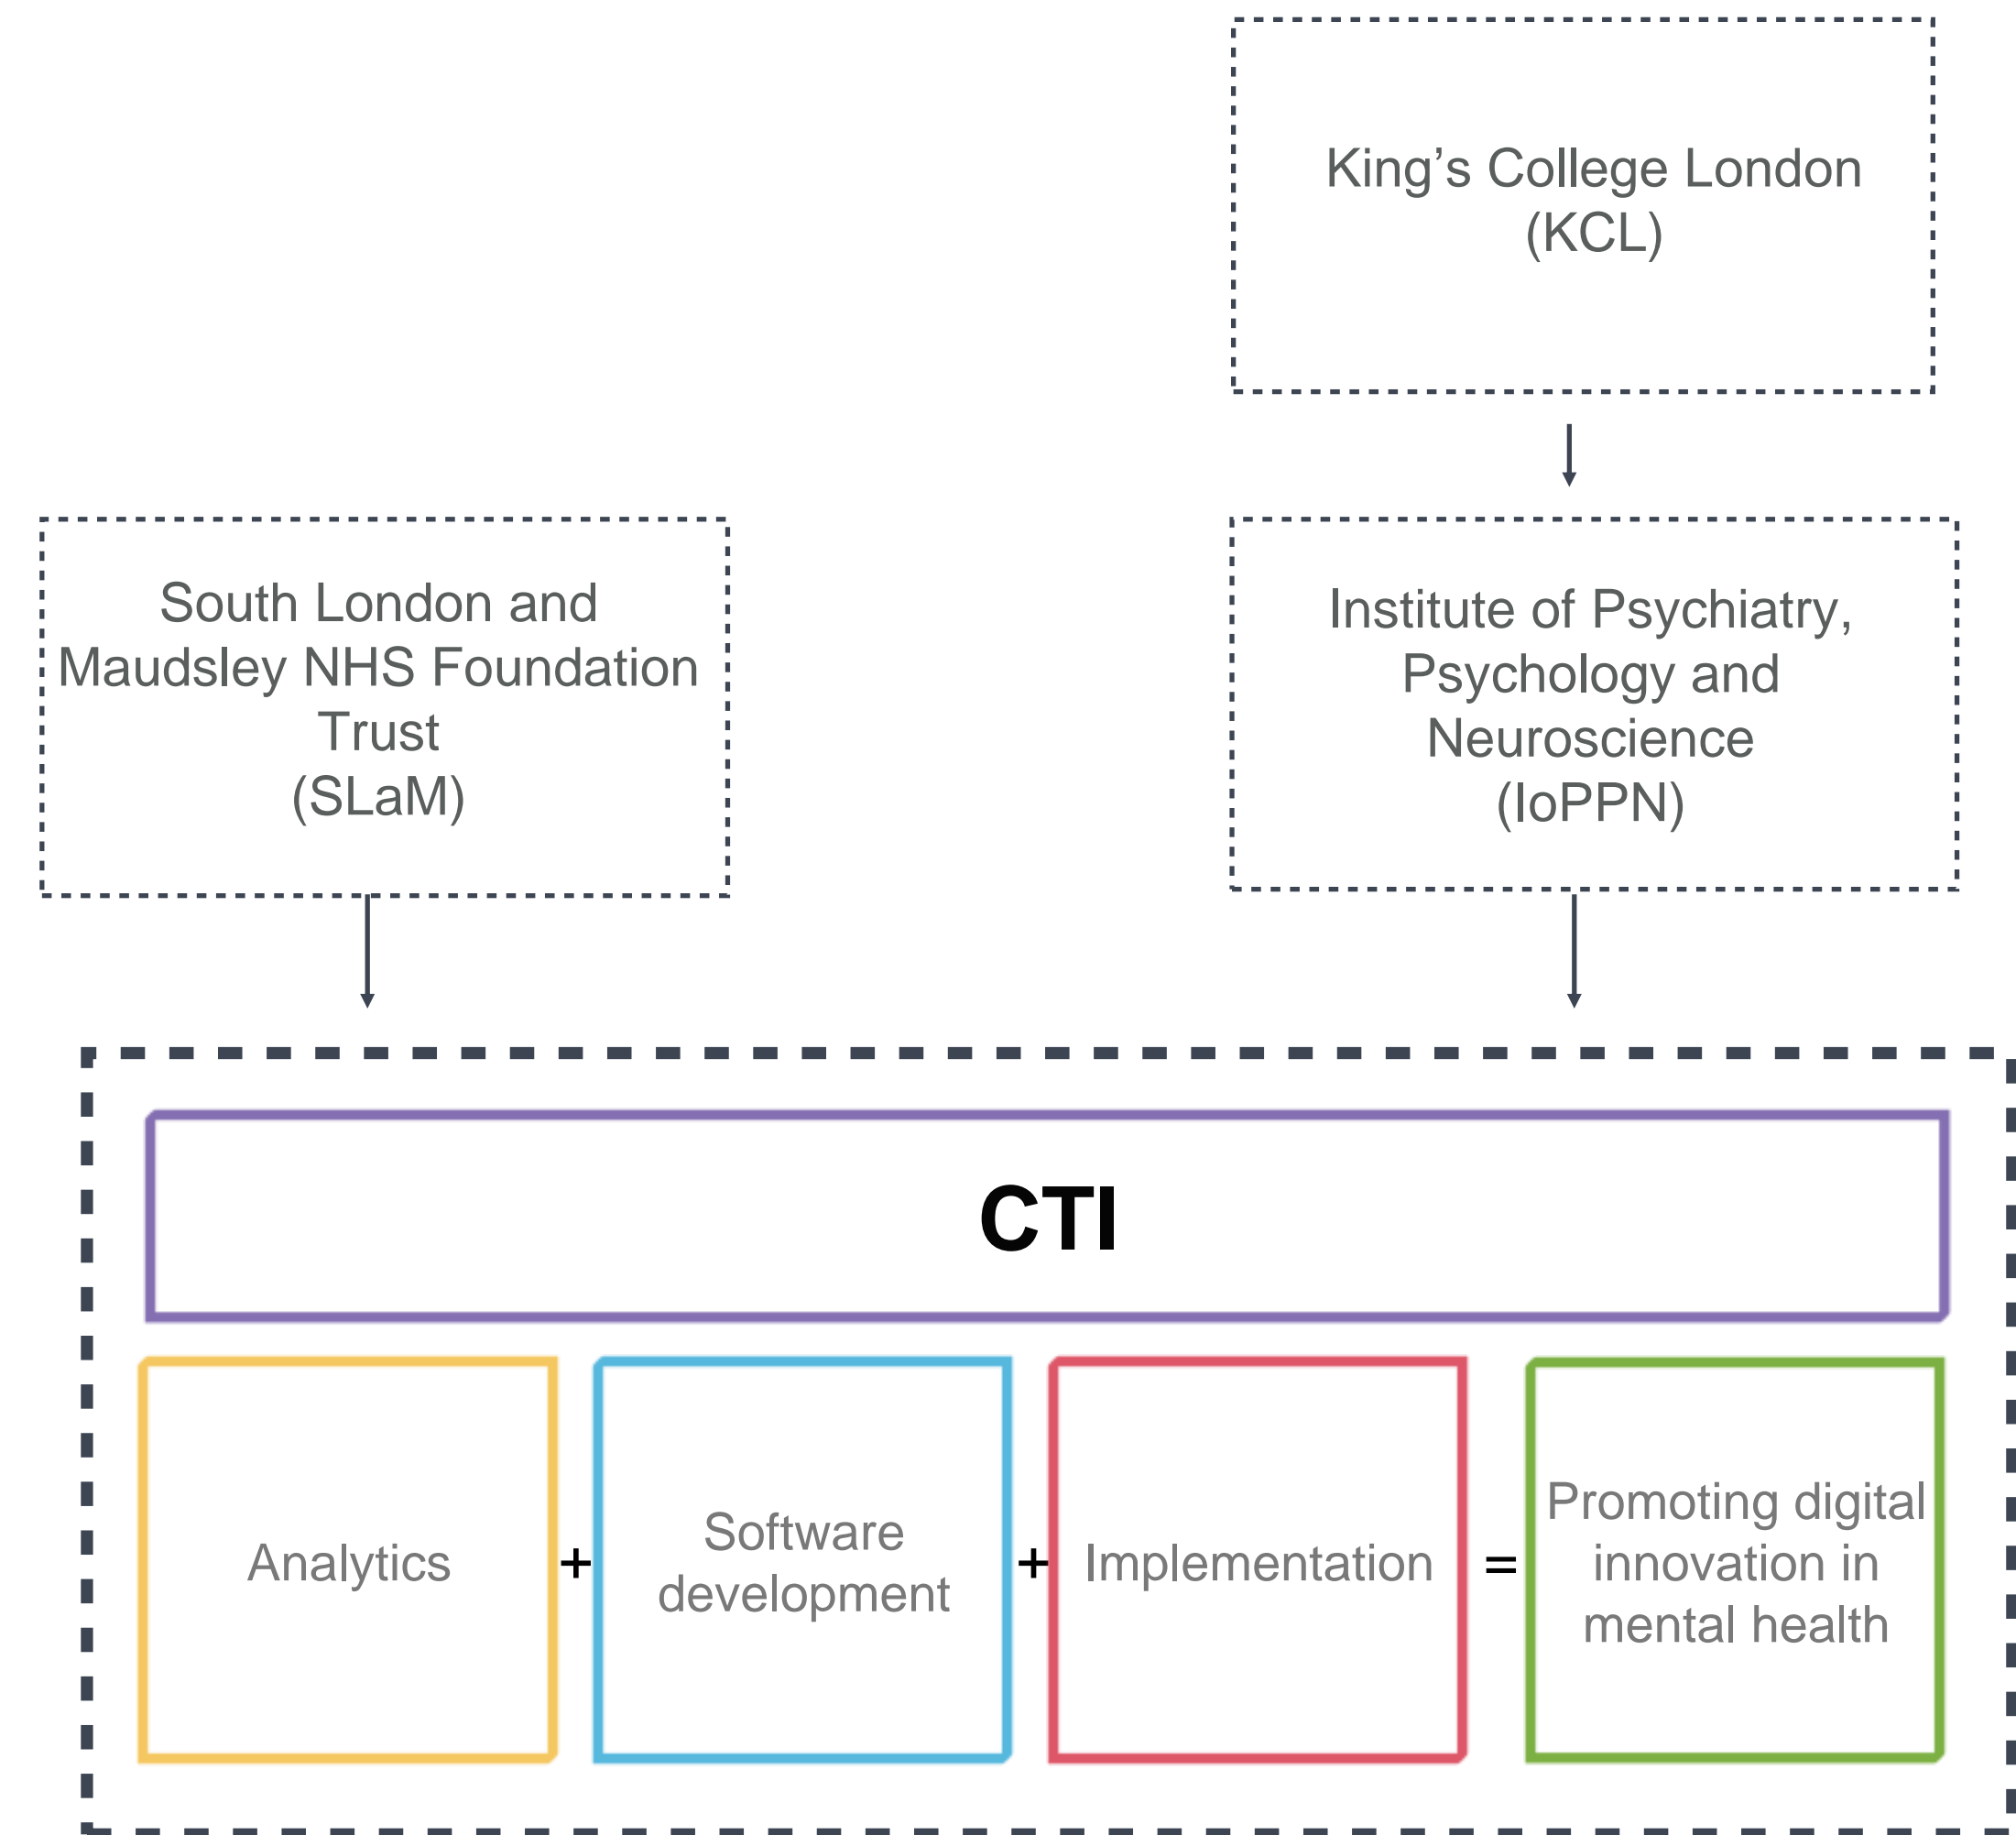 King’s College London
(KCL)
South London and
Maudsley NHS Foundation
Trust
(SLaM)
Institute of Psychiatry,
Psychology and
Neuroscience
(IoPPN)
CTI
Analytics
+
Software
development
+
Implementation
=
Promoting digital
innovation in
mental health